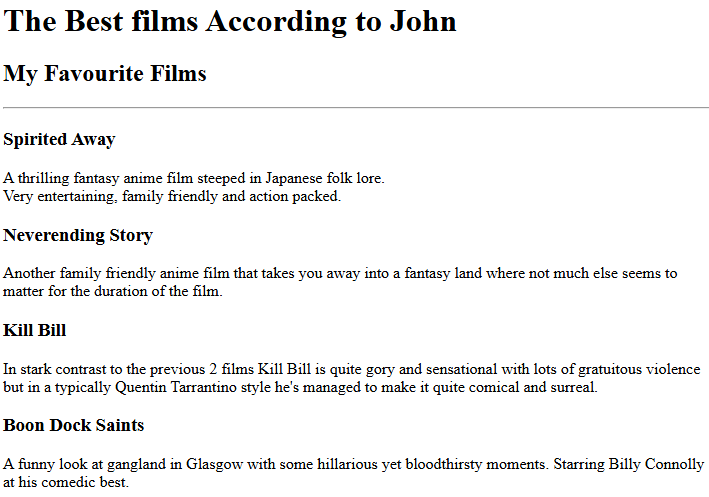 The Best films According to John
My Favourite Films
Spirited Away
A thrilling fantasy anime film steeped in Japanese folk lore.
Very entertaining, family friendly and action packed.
Neverending Story
Another family friendly anime film that takes you away into a fantasy land where not much else seems to
matter for the duration of the film.
Kill Bill
In stark contrast to the previous 2 films Kill Bill is quite gory and sensational with lots of gratuitous violence
but in a typically Quentin Tarrantino style he's managed to make it quite comical and surreal.
Boon Dock Saints
A funny look at gangland in Glasgow with some hillarious yet bloodthirsty moments. Starring Billy Connolly
at his comedic best.